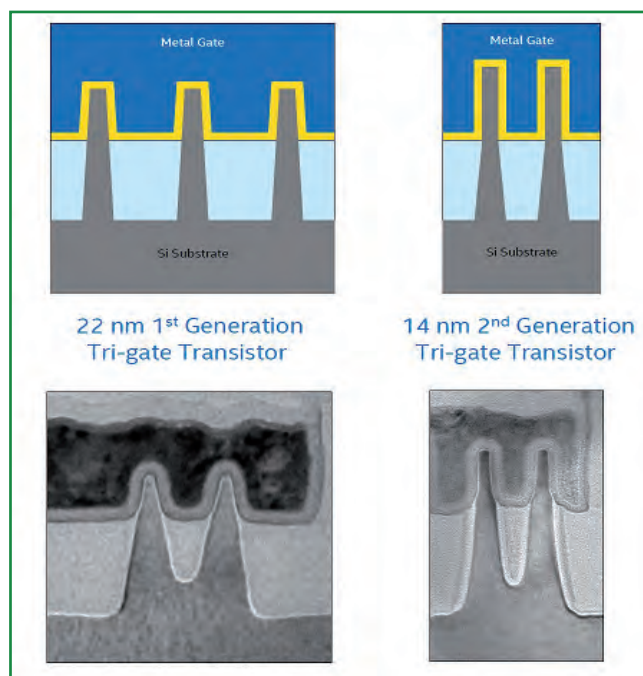 Metal Gate
Metal Gate
Si Substrate
Si Substrate
22 nm 1st Generation
Tri-gate Transistor
14 nm 2nd Generation
Tri-gate Transistor